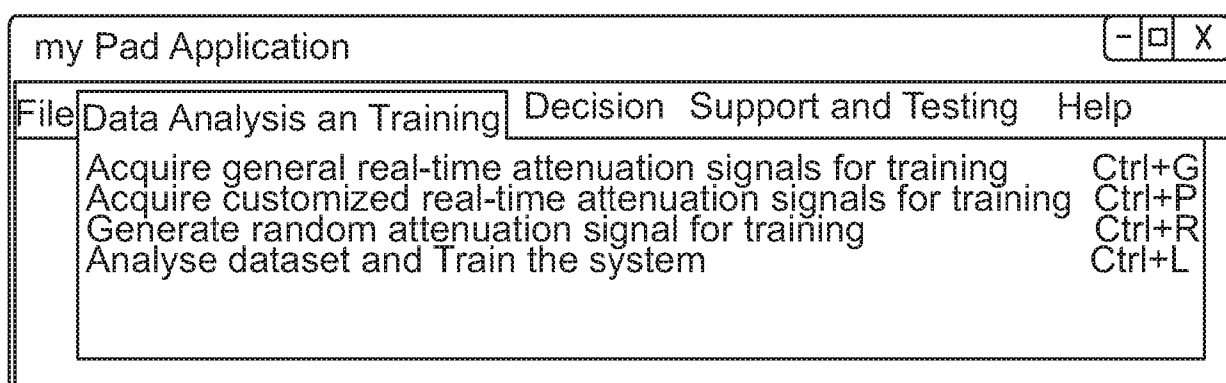 my Pad Application - X
File Data Analysis an Training Decision Support and Testing Help
Acquire general real-time attenuation signals for training Ctrl+G
Acquire customized real-time attenuation signals for training Ctrl+P
Generate random attenuation signal for training Ctrl+R
Analyse dataset and Train the system Ctrl+L